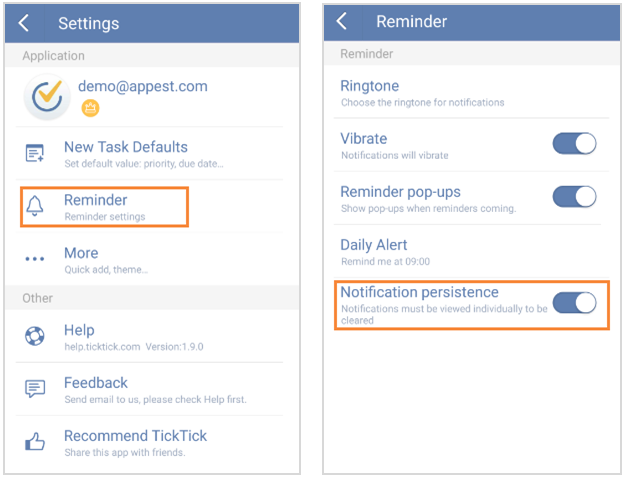 Settings
Application
demo@appest.com
New Task Defaults
Set default value: priority, due date...
Reminder
Reminder settings
More
Quick add, theme...
Other
Help
help.ticktick.com Version:1.9.0
Feedback
Send email to us, please check Help first.
Recommend TickTick
Share this app with friends.
Reminder
Reminder
Ringtone
Choose the ringtone for notifications
Vibrate
Notifications will vibrate
Reminder pop-ups
Show pop-ups when reminders coming.
Daily Alert
Remind me at 09:00
Notification persistence
Notifications must be viewed individually to be
cleared